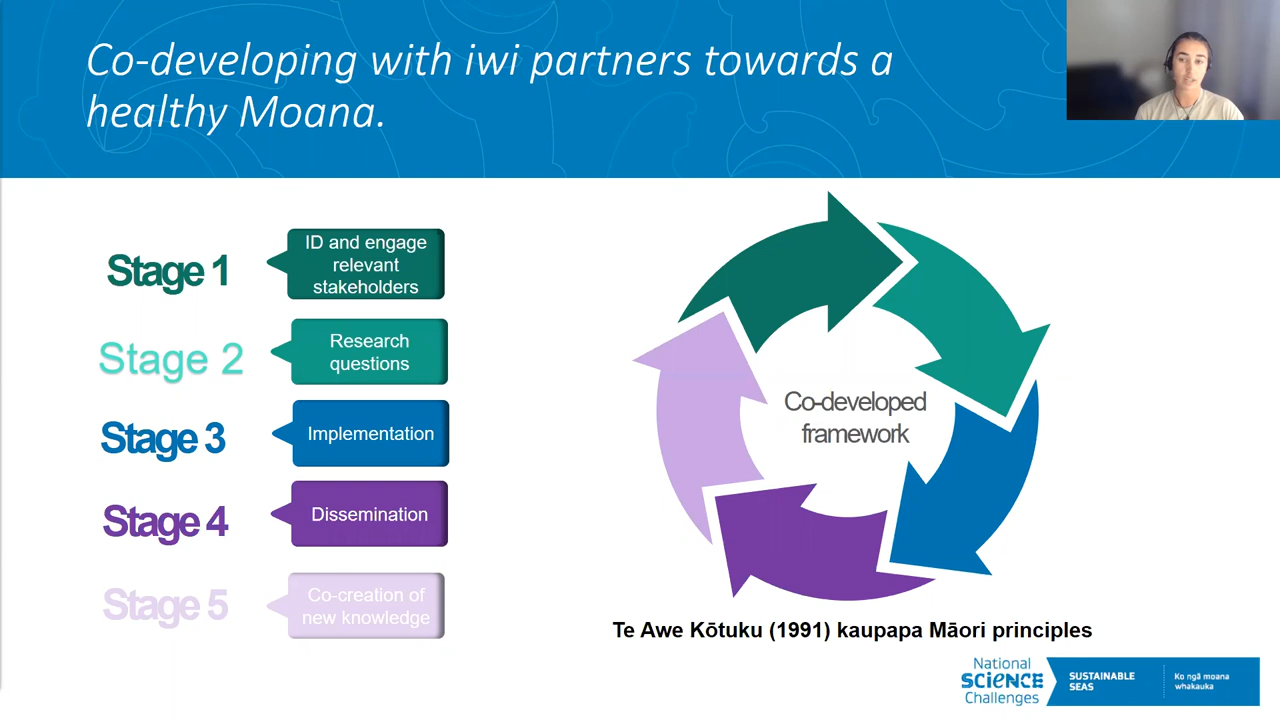 Co-developing with iwi partners towards a
healthy Moana.
Stage 1
ID and engage
relevant
stakeholders
Stage 2
Research
questions
Stage 3
Implementation
Stage 4
Dissemination
Stage 5
Co-creation of
new knowledge
Co-developed
framework
Te Awe Kōtuku (1991) kaupapa Māori principles
National
SCIENCE
Challenges
SUSTAINABLE
SEAS
Ko ngā moana
whakauka